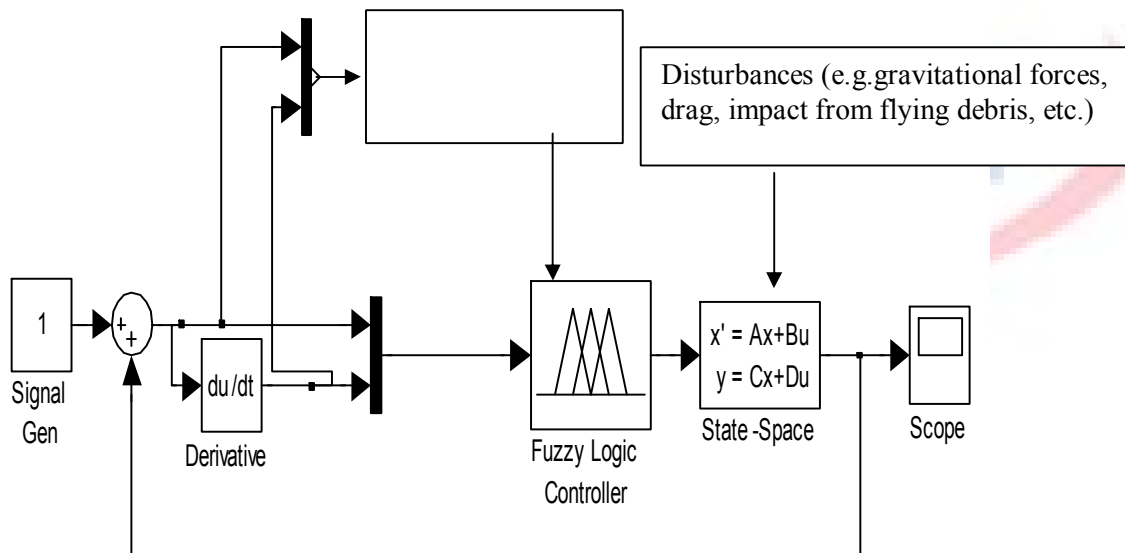 Disturbances (e.g.gravitational forces,
drag, impact from flying debris, etc.)
1
+
+
Signal
Gen
du/dt
Derivative
Fuzzy Logic
Controller
x' = Ax+Bu
y = Cx+Du
State -Space
Scope